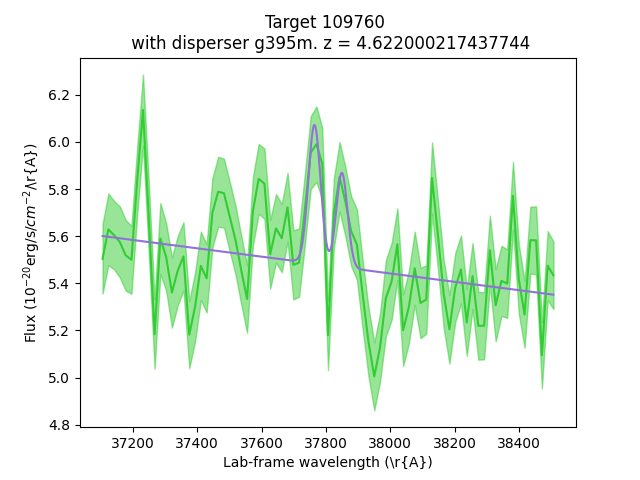 Target 109760
with disperser g395m. z = 4.622000217437744
Flux (10⁻²⁰erg/s/cm⁻²/\r{A})
6.2
6.0
5.8
5.6
5.4
5.2
5.0
4.8
37200 37400 37600 37800 38000 38200 38400
Lab-frame wavelength (\r{A})